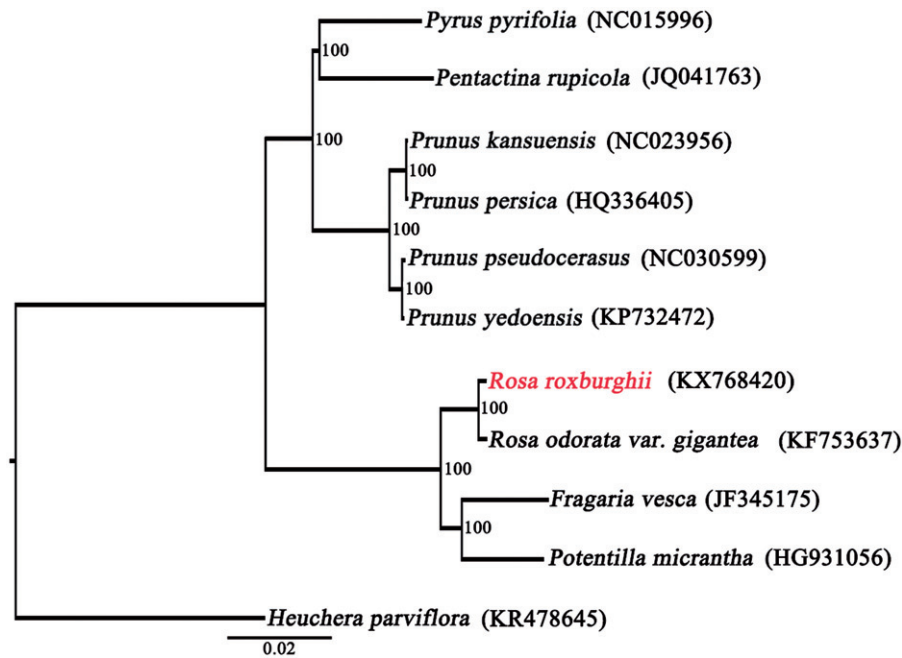 Pyrus pyrifolia (NC015996)
100
Pentactina rupicola (JQ041763)
100
Prunus kansuensis (NC023956)
100
Prunus persica (HQ336405)
100
Prunus pseudocerasus (NC030599)
100
Prunus yedoensis (KP732472)
Rosa roxburghii (KX768420)
100
Rosa odorata var. gigantea (KF753637)
100
Fragaria vesca (JF345175)
100
Potentilla micrantha (HG931056)
Heuchera parviflora (KR478645)
0.02